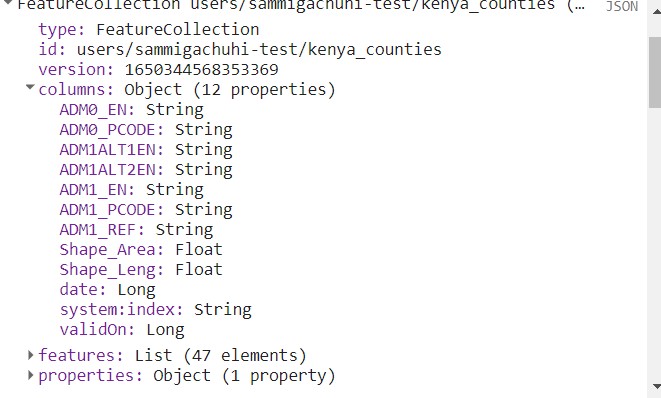 FeatureCollection users/sammigachuhi-test/kenya_counties (… JSON
type: FeatureCollection
id: users/sammigachuhi-test/kenya_counties
version: 1650344568353369
columns: Object (12 properties)
ADM0_EN: String
ADM0_PCODE: String
ADM1ALT1EN: String
ADM1ALT2EN: String
ADM1_EN: String
ADM1_PCODE: String
ADM1_REF: String
Shape_Area: Float
Shape_Leng: Float
date: Long
system:index: String
validOn: Long
features: List (47 elements)
properties: Object (1 property)